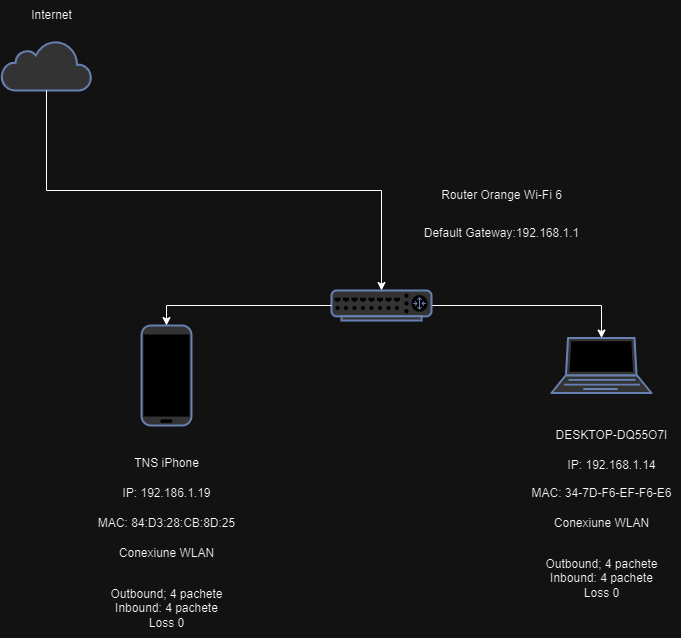 Internet
Router Orange Wi-Fi 6
Default Gateway:192.168.1.1
TNS iPhone
IP: 192.186.1.19
MAC: 84:D3:28:CB:8D:25
Conexiune WLAN
Outbound; 4 pachete
Inbound: 4 pachete
Loss 0
DESKTOP-DQ55O7I
IP: 192.168.1.14
MAC: 34-7D-F6-EF-F6-E6
Conexiune WLAN
Outbound; 4 pachete
Inbound: 4 pachete
Loss 0